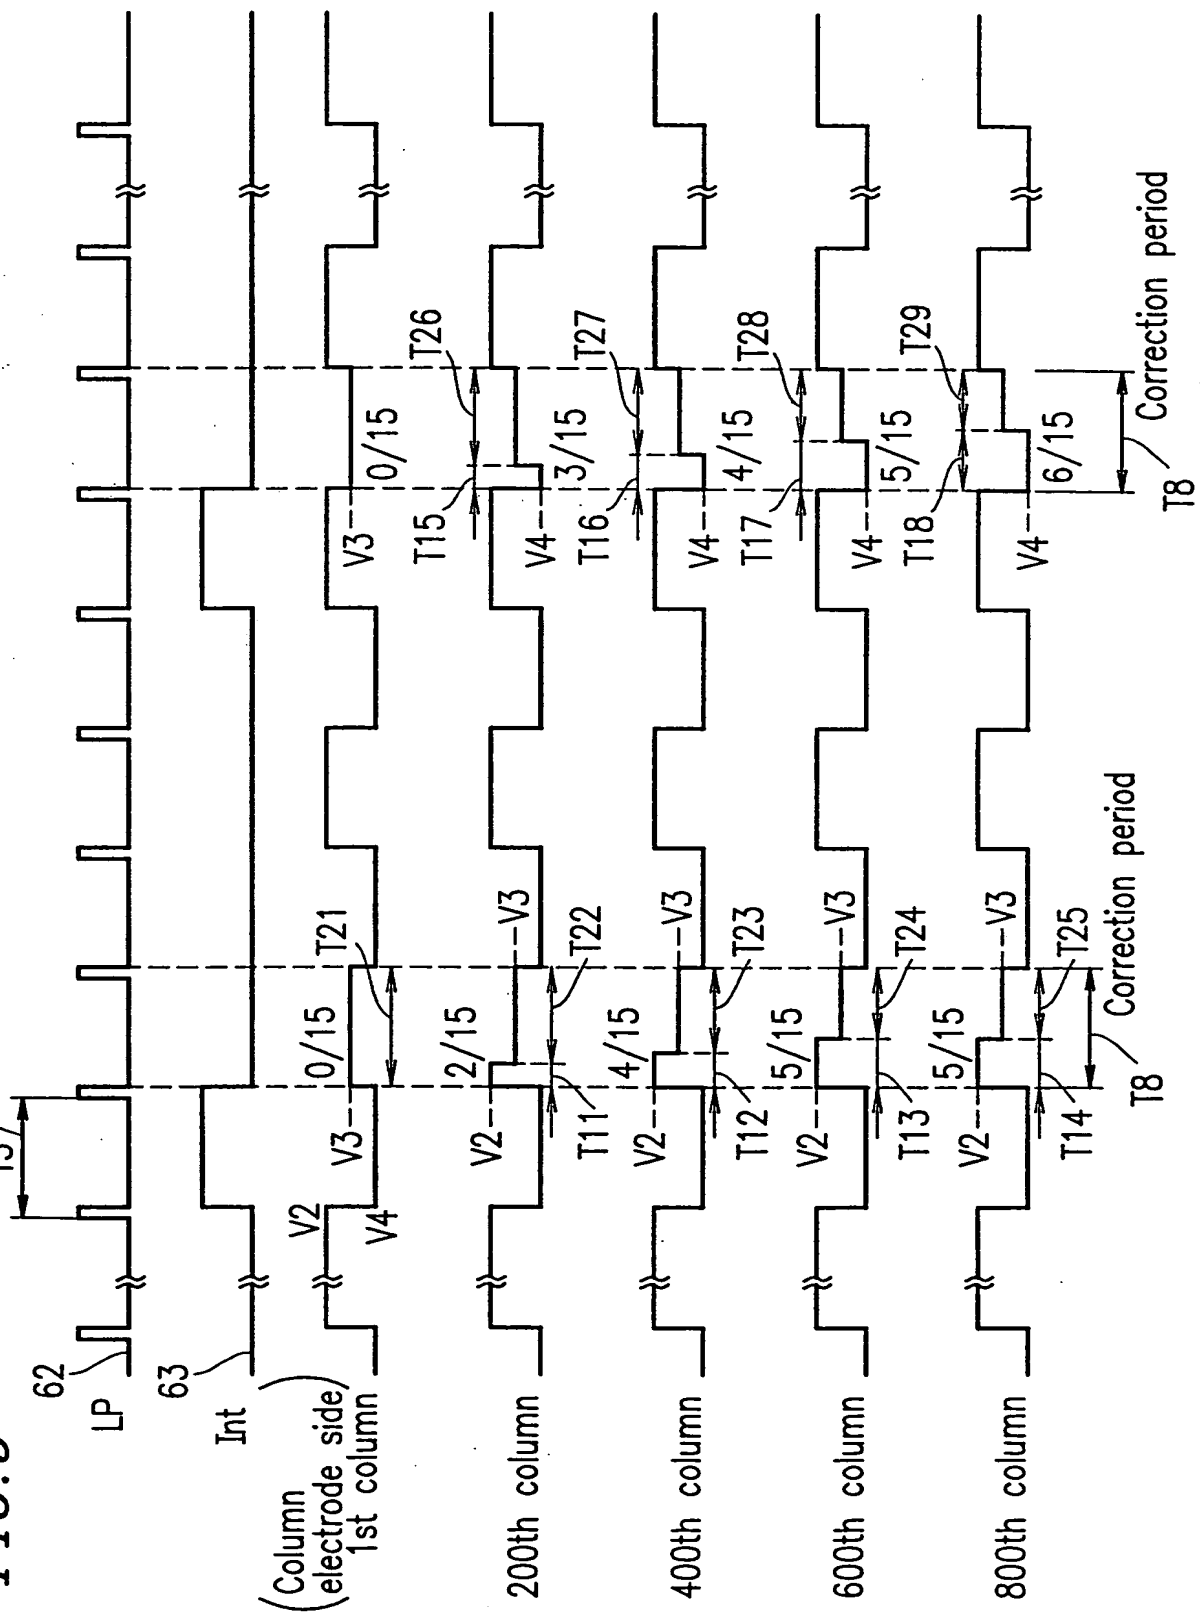 62
LP
63
Int
(Column electrode side)
1st column
V2
V4
V3
0/15
T21
V3
0/15
200th column
V2
2/15
V3
T11
T22
T15
T26
V4
3/15
400th column
V2
4/15
V3
T12
T23
T16
T27
V4
4/15
600th column
V2
5/15
V3
T13
T24
T17
T28
V4
5/15
800th column
V2
5/15
V3
T14
T25
T18
T29
V4
6/15
T8
Correction period
T8
Correction period